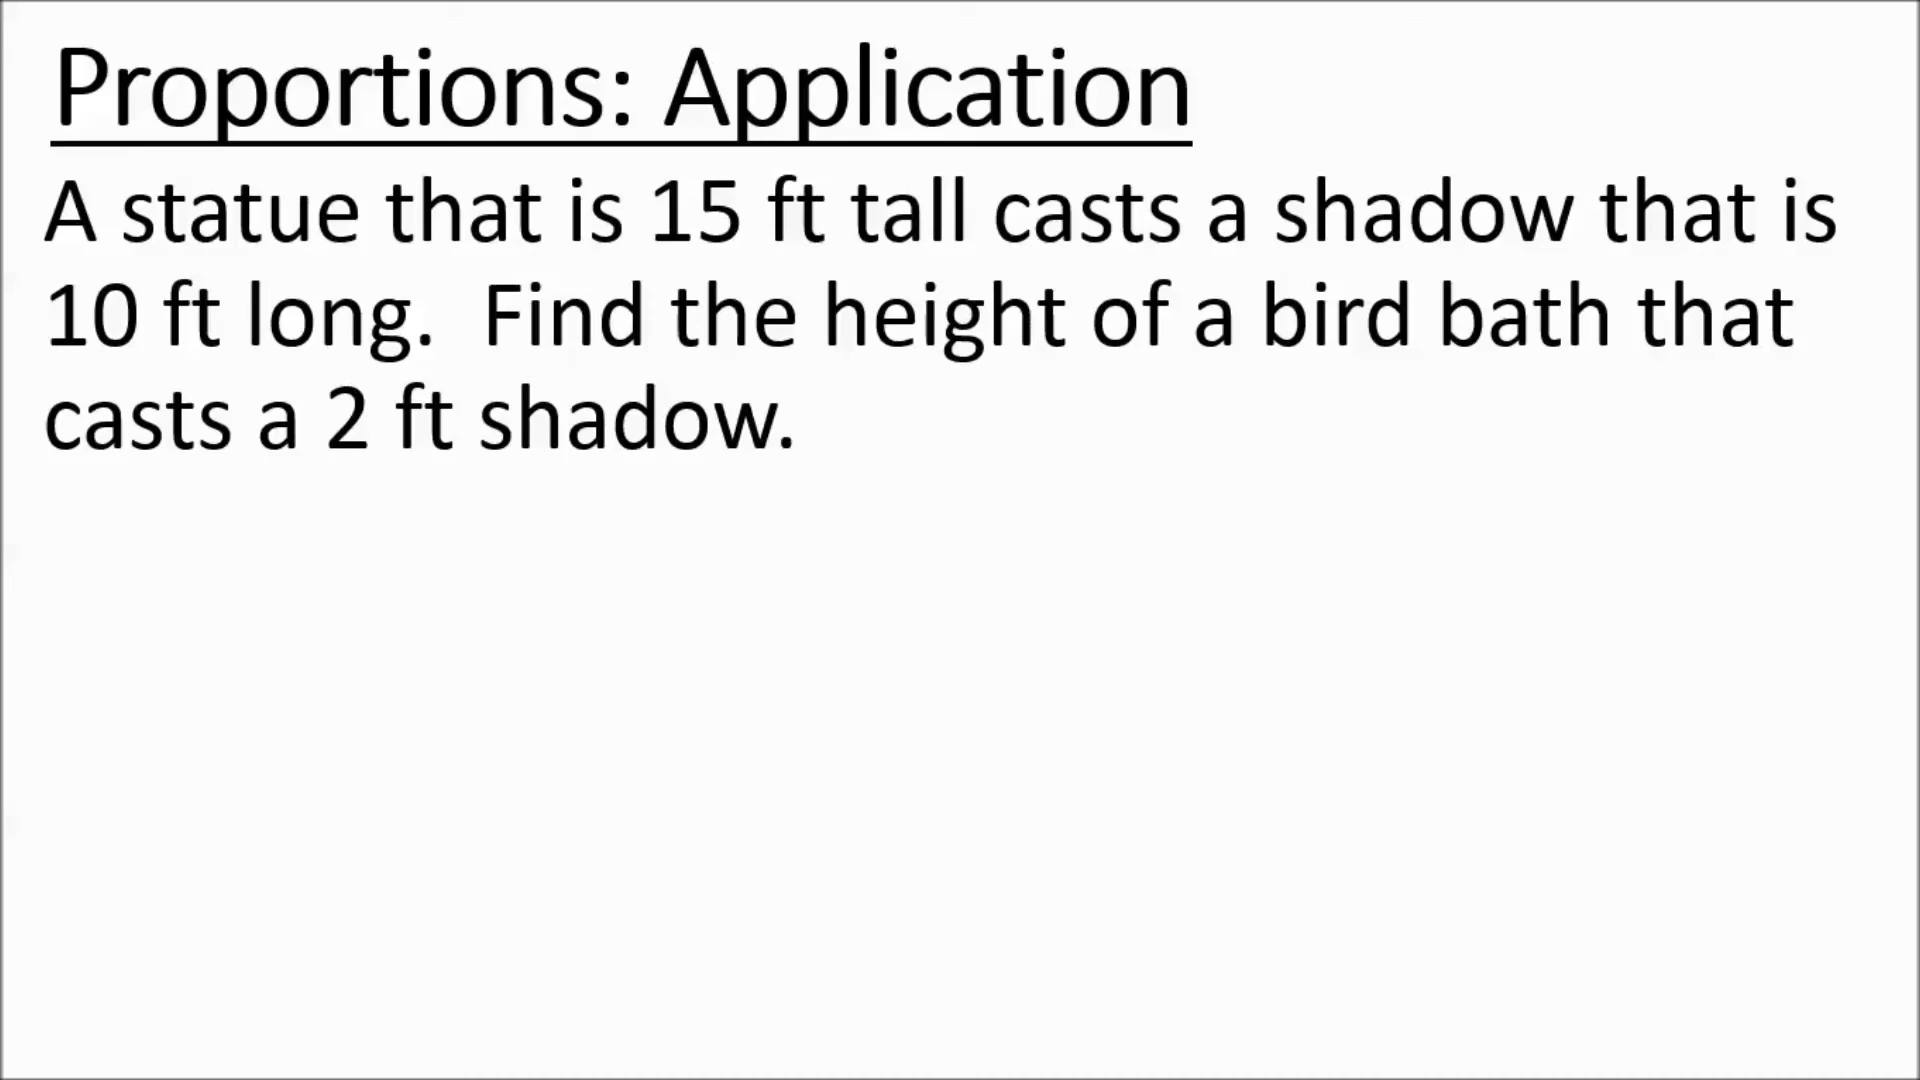 Proportions: Application
A statue that is 15 ft tall casts a shadow that is
10 ft long.  Find the height of a bird bath that
casts a 2 ft shadow.